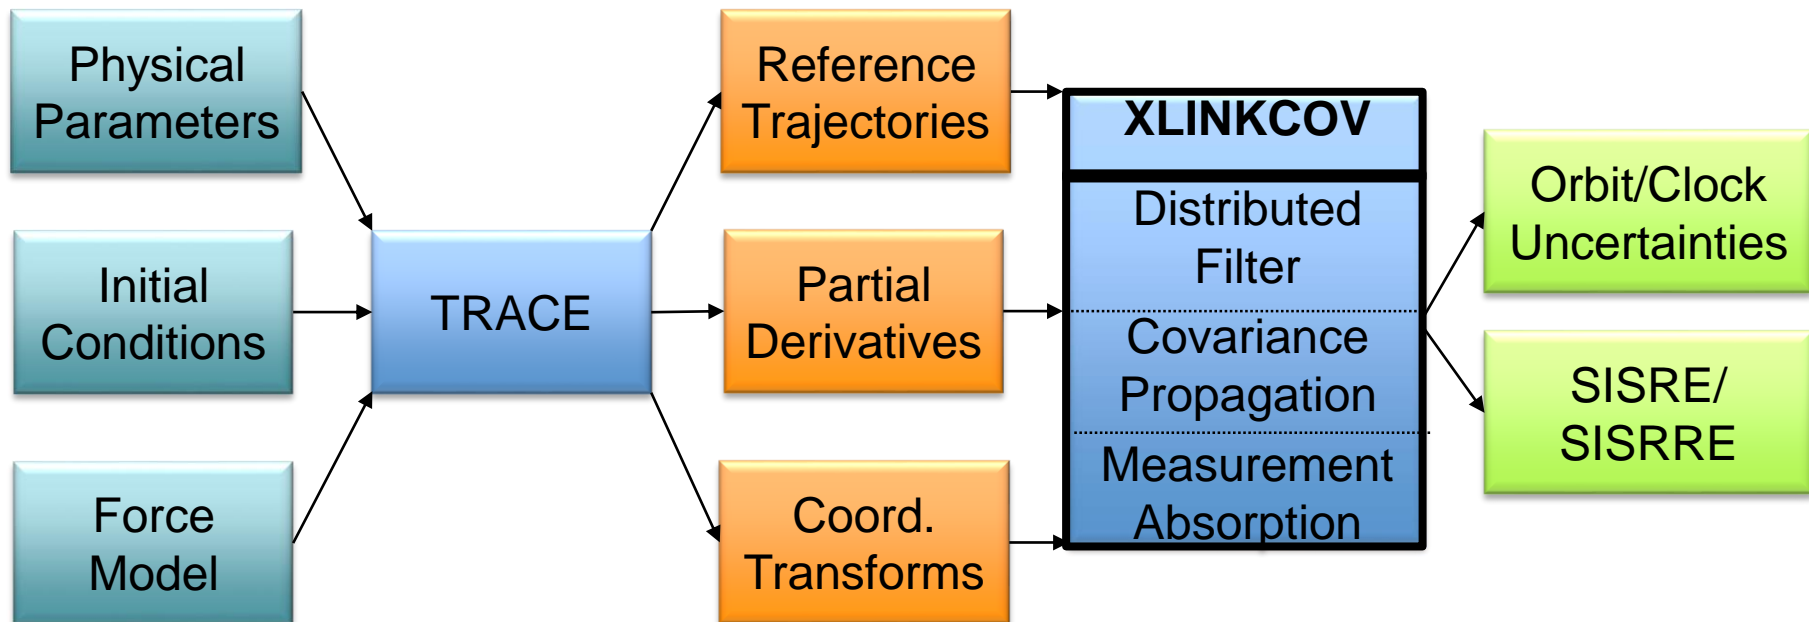 Physical
Parameters
Initial
Conditions
Force
Model
TRACE
Reference
Trajectories
Partial
Derivatives
Coord.
Transforms
XLINKCOV
Distributed
Filter
Covariance
Propagation
Measurement
Absorption
Orbit/Clock
Uncertainties
SISRE/
SISRRE